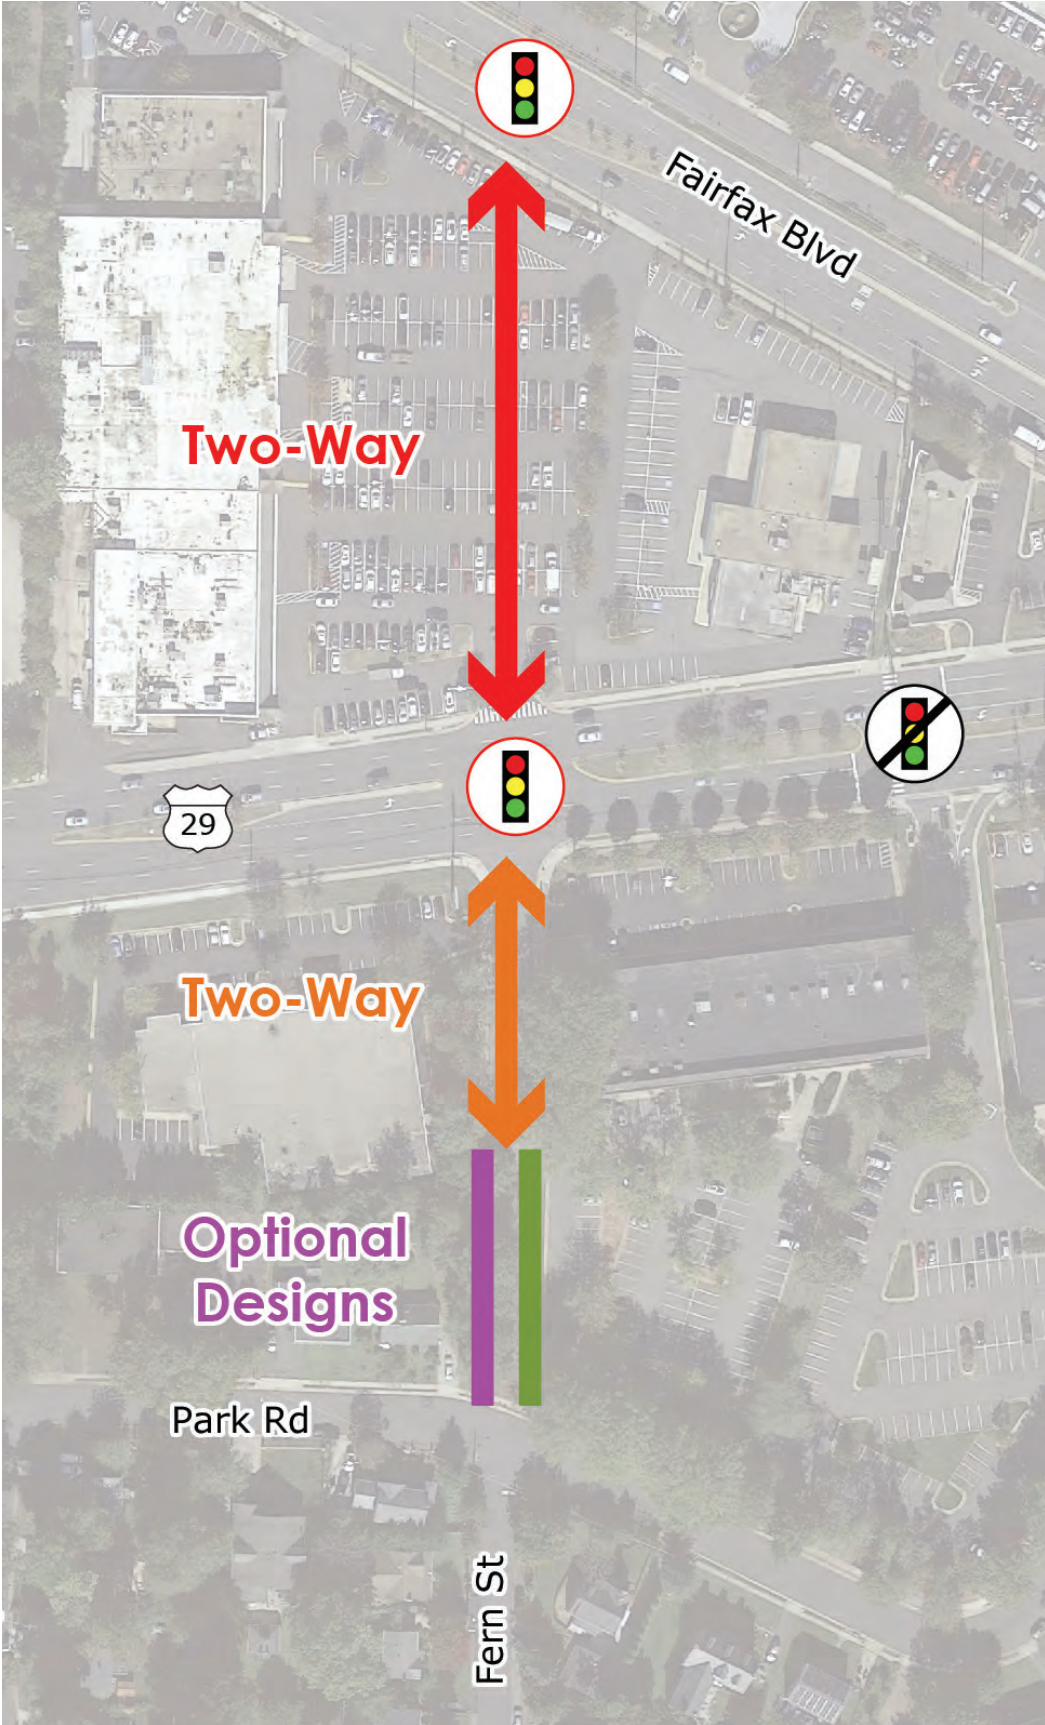 Fairfax Blvd
Two-Way
29
Two-Way
Optional
Designs
Park Rd
Fern St